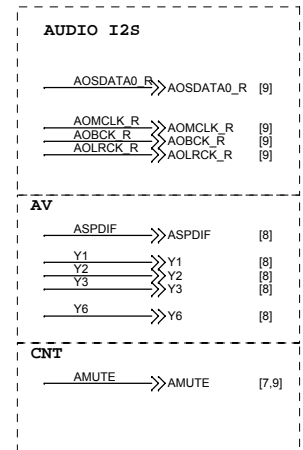 AUDIO I2S
AOSDATA0_R AOSDATA0_R [9]
AOMCLK_R AOMCLK_R [9]
AOBCK_R AOBCK_R [9]
AOLRCK_R AOLRCK_R [9]
AV
ASPDIF ASPDIF [8]
Y1 Y1 [8]
Y2 Y2 [8]
Y3 Y3 [8]
Y6 Y6 [8]
CNT
AMUTE AMUTE [7,9]